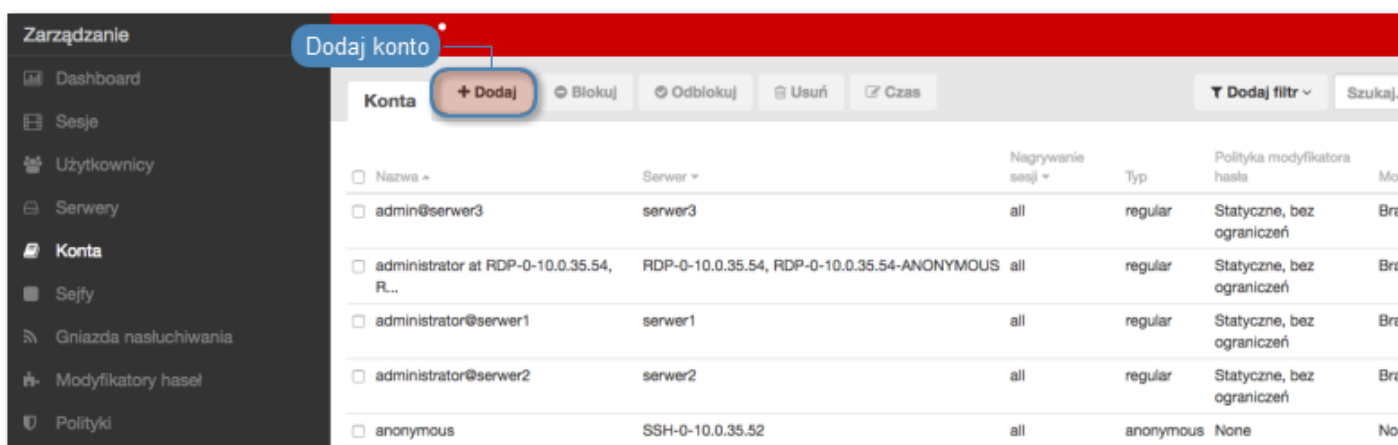 Zarządzanie
Dodaj konto
Dashboard
Sesje
Użytkownicy
Serwery
Konta
Sejfy
Gniazda nasłuchiwania
Modyfikatory haseł
Polityki
Konta + Dodaj Blokuj Odblokuj Usuń Czas Dodaj filtr Szukaj.
Nazwa Serwer Nagrywanie sesji Typ Polityka modyfikatora hasła
admin@serwer3 serwer3 all regular Statyczne, bez ograniczeń
administrator at RDP-0-10.0.35.54, R... RDP-0-10.0.35.54, RDP-0-10.0.35.54-ANONYMOUS all regular Statyczne, bez ograniczeń
administrator@serwer1 serwer1 all regular Statyczne, bez ograniczeń
administrator@serwer2 serwer2 all regular Statyczne, bez ograniczeń
anonymous SSH-0-10.0.35.52 all anonymous None